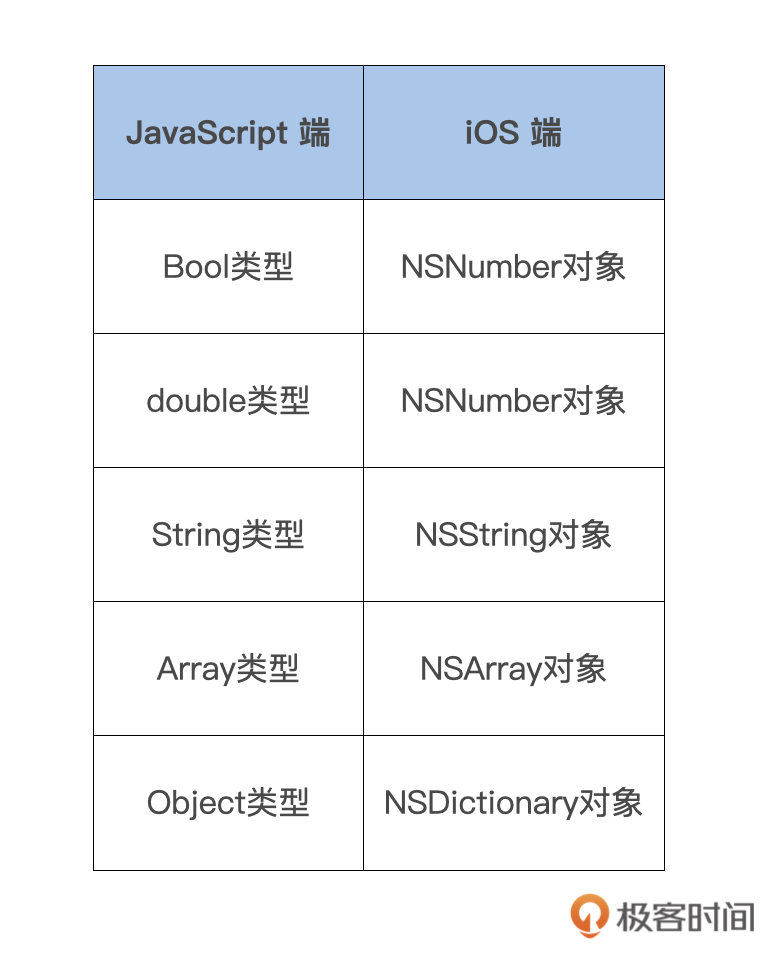 JavaScript 端 iOS 端
Bool类型 NSNumber对象
double类型 NSNumber对象
String类型 NSString对象
Array类型 NSArray对象
Object类型 NSDictionary对象
极客时间